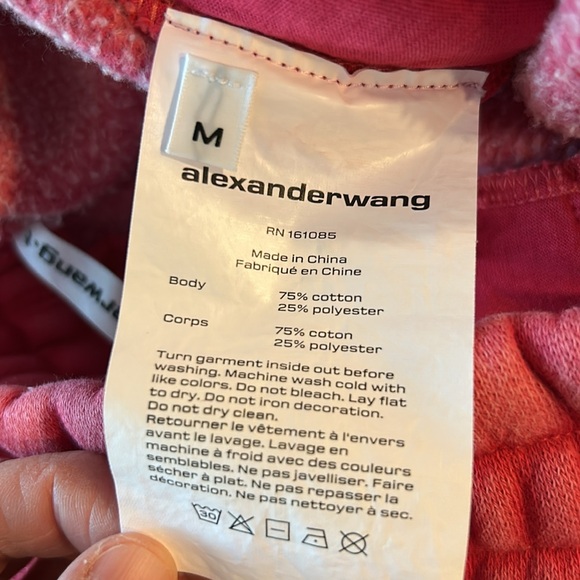 M
alexanderwang
RN 161085
Made in China
Fabriqué en Chine
Body
75% cotton
25% polyester
Corps
75% coton
25% polyester
Turn garment inside out before
washing. Machine wash cold with
like colors. Do not bleach. Lay flat
to dry. Do not iron decoration.
Do not dry clean.
Retourner le vêtement à l'envers
avant le lavage. Lavage en
machine à froid avec des couleurs
semblables. Ne pas javelliser. Faire
sécher à plat. Ne pas repasser la
décoration. Ne pas nettoyer à sec.
30